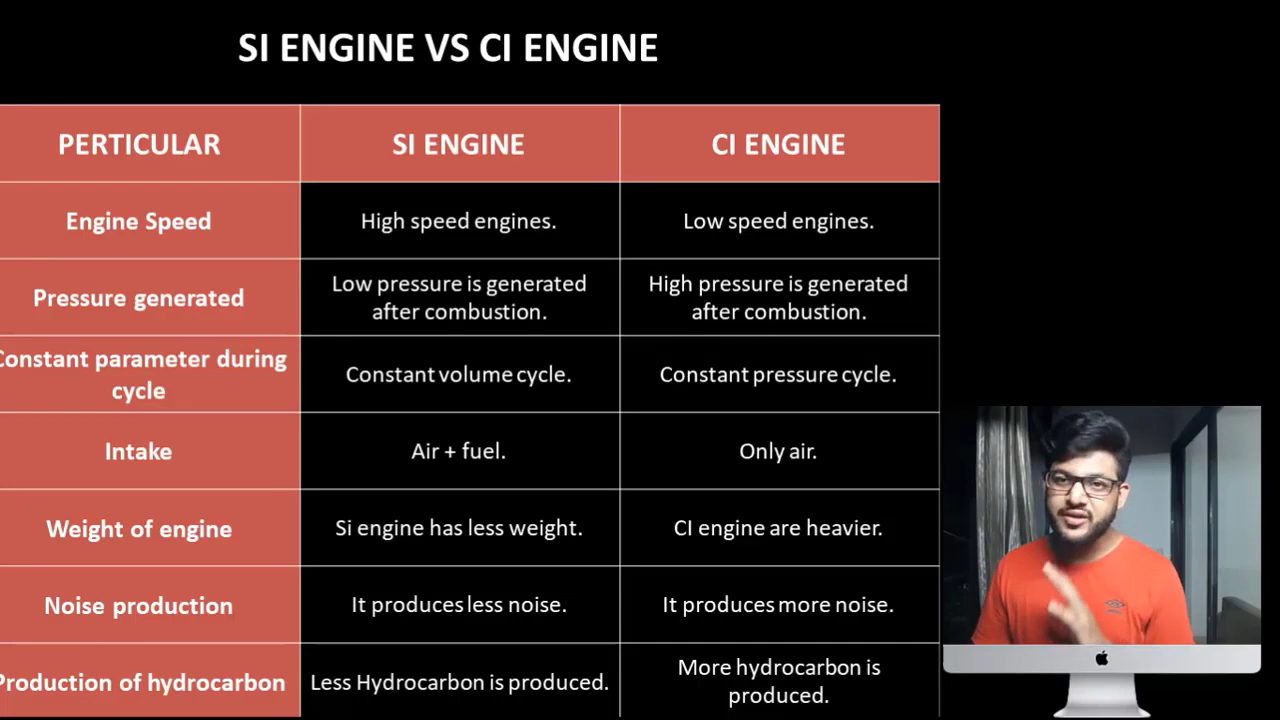 SI ENGINE VS CI ENGINE
PERTICULAR SI ENGINE CI ENGINE
Engine Speed High speed engines. Low speed engines.
Pressure generated
Low pressure is generated
after combustion.
High pressure is generated
after combustion.
Constant parameter during
cycle
Constant volume cycle. Constant pressure cycle.
Intake Air + fuel. Only air.
Weight of engine Si engine has less weight. CI engine are heavier.
Noise production It produces less noise. It produces more noise.
Production of hydrocarbon Less Hydrocarbon is produced.
More hydrocarbon is
produced.